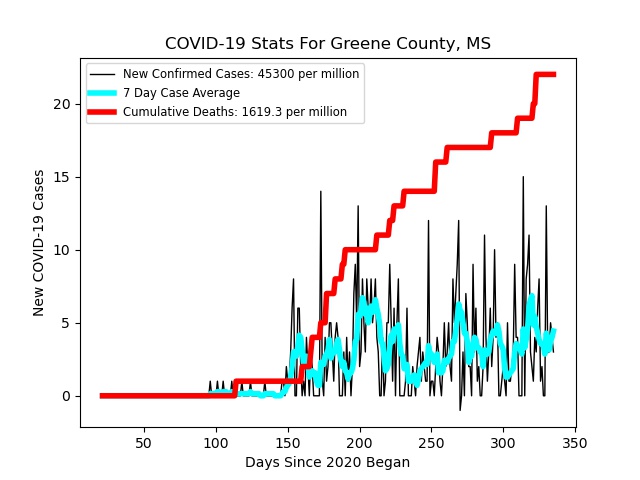 COVID-19 Stats For Greene County, MS
New Confirmed Cases: 45300 per million
7 Day Case Average
Cumulative Deaths: 1619.3 per million
New COVID-19 Cases
20
15
10
5
0
50 100 150 200 250 300 350
Days Since 2020 Began